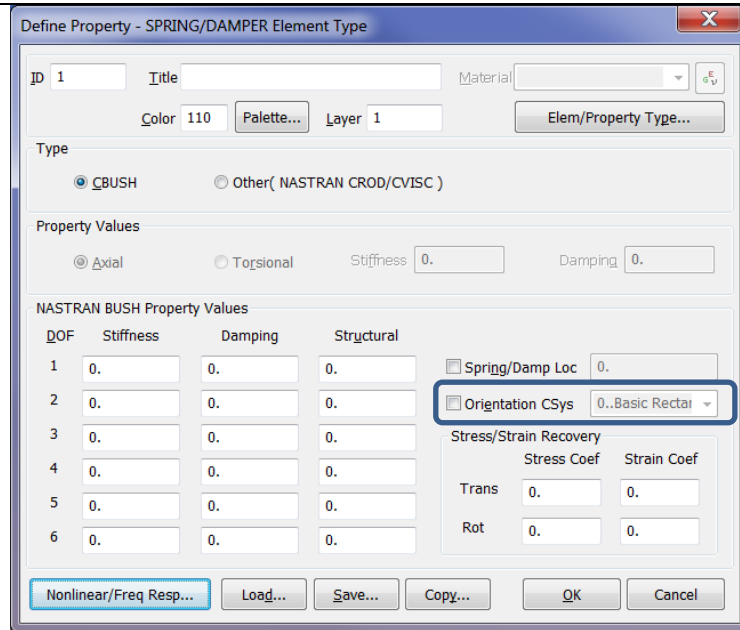 Define Property - SPRING/DAMPER Element Type
X
ID 1 Title Material
Color 110 Palette... Layer 1 Elem/Property Type...
Type
CBUSH Other( NASTRAN CROD/CVISC )
Property Values
Axial Torsional Stiffness 0. Damping 0.
NASTRAN BUSH Property Values
DOF Stiffness Damping Structural
1 0. 0. 0. Spring/Damp Loc 0.
2 0. 0. 0. Orientation CSys 0..Basic Rectar
3 0. 0. 0. Stress/Strain Recovery
Stress Coef Strain Coef
4 0. 0. 0. Trans 0. 0.
5 0. 0. 0.
6 0. 0. 0. Rot 0. 0.
Nonlinear/Freq Resp... Load... Save... Copy... OK Cancel